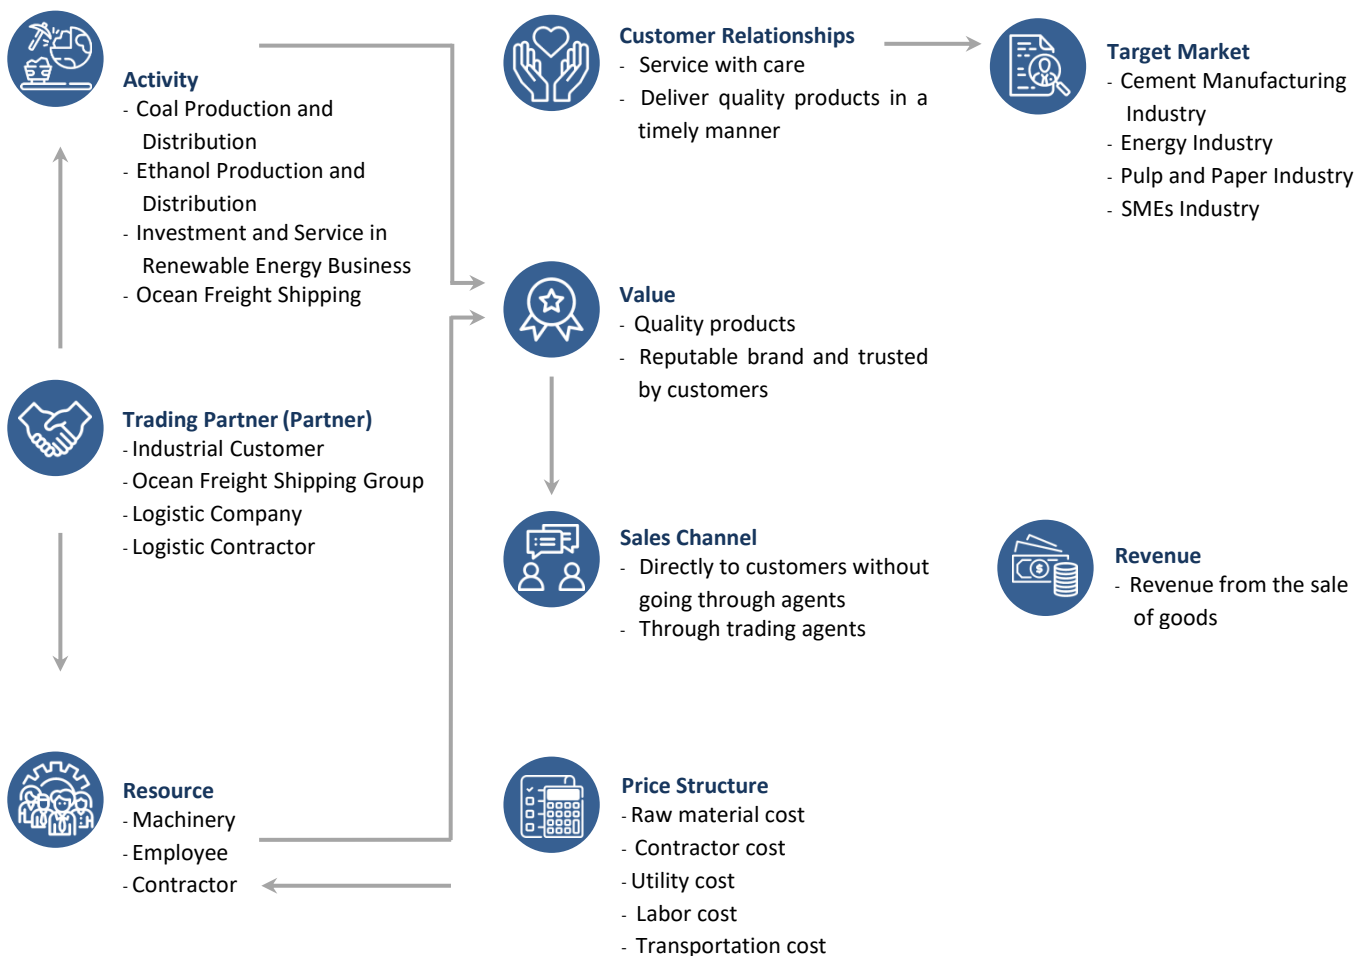 Activity
- Coal Production and
Distribution
- Ethanol Production and
Distribution
- Investment and Service in
Renewable Energy Business
- Ocean Freight Shipping
Trading Partner (Partner)
- Industrial Customer
- Ocean Freight Shipping Group
- Logistic Company
- Logistic Contractor
Resource
- Machinery
- Employee
- Contractor
Customer Relationships
- Service with care
- Deliver quality products in a
timely manner
Value
- Quality products
- Reputable brand and trusted
by customers
Sales Channel
- Directly to customers without
going through agents
- Through trading agents
Price Structure
- Raw material cost
- Contractor cost
- Utility cost
- Labor cost
- Transportation cost
Target Market
- Cement Manufacturing
Industry
- Energy Industry
- Pulp and Paper Industry
- SMEs Industry
Revenue
- Revenue from the sale
of goods